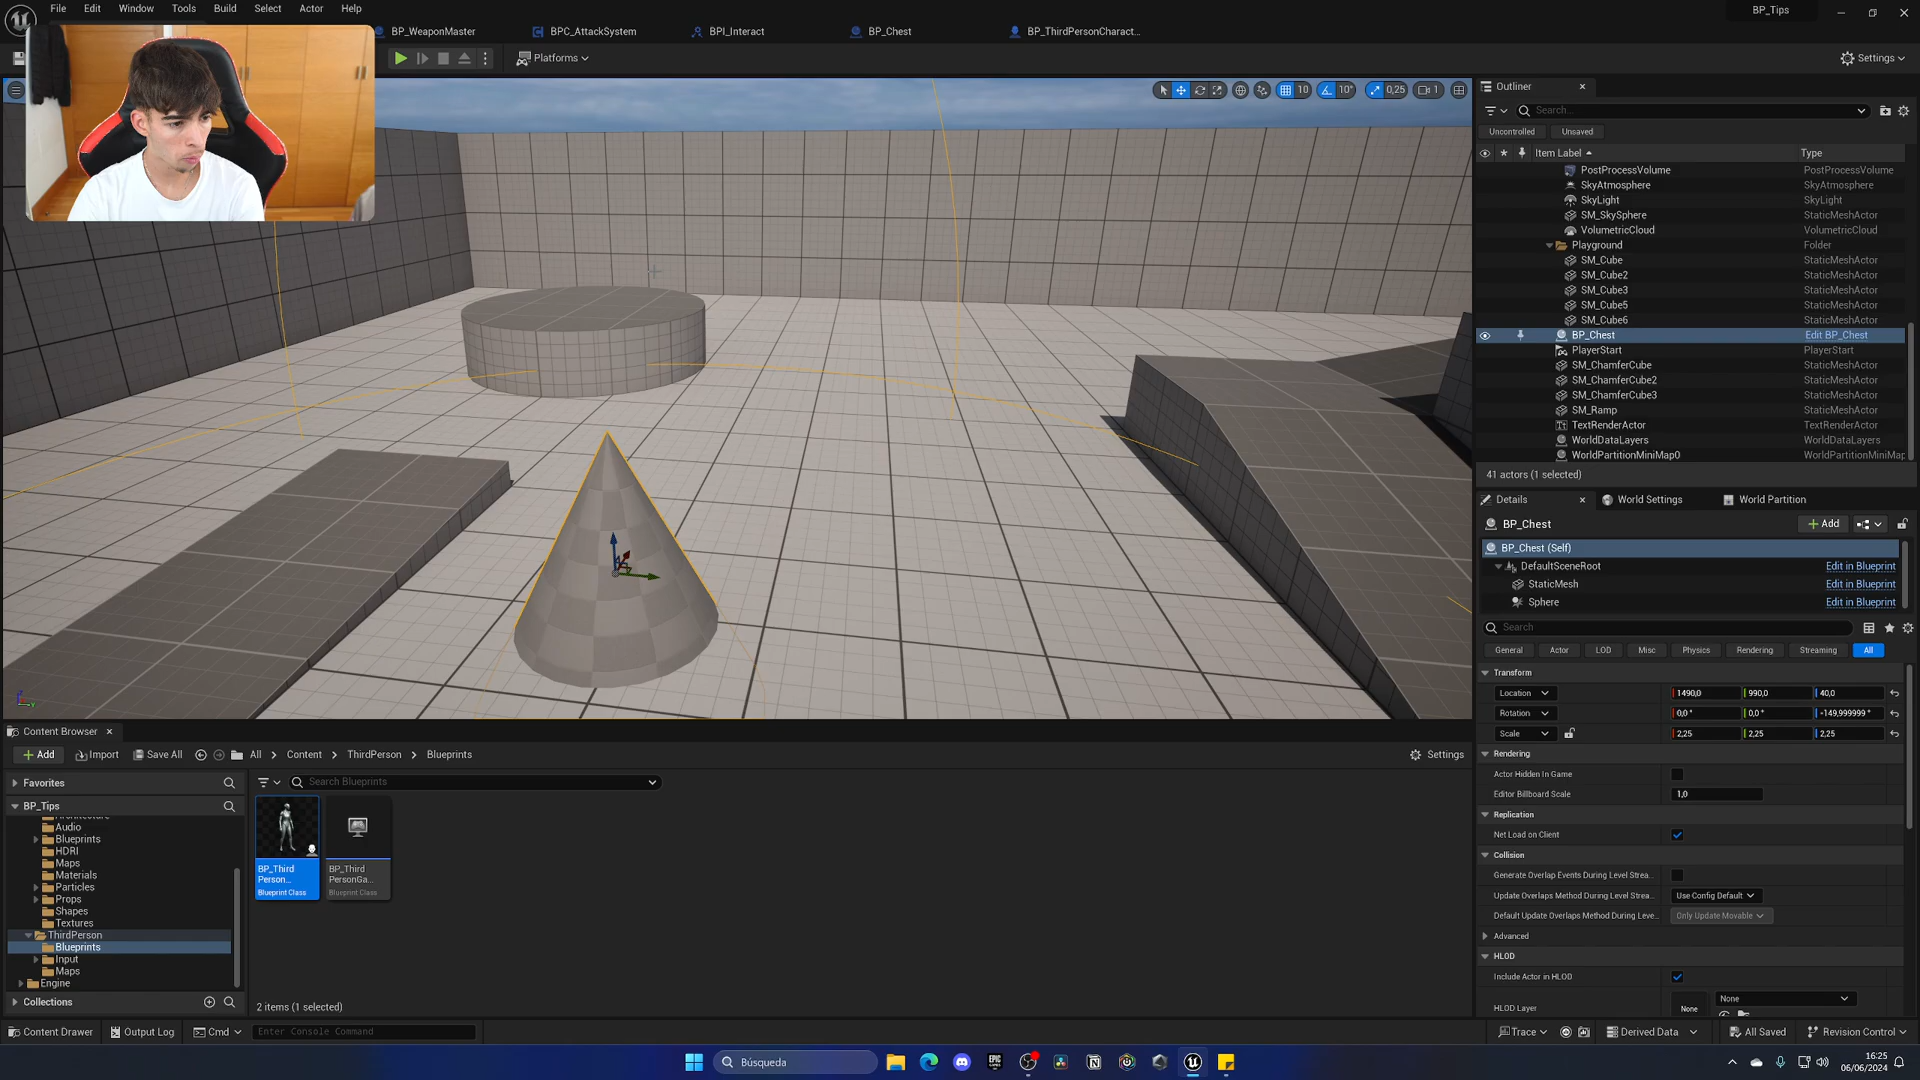 File Edit Window Tools Build Select Actor Help
BP_Tips
BP_WeaponMaster
BPC_AttackSystem
BPI_Interact
BP_Chest
BP_ThirdPersonCharact...
Platforms
Settings
10
10°
0,25
1
Outliner
Search...
Uncontrolled
Unsaved
Item Label
Type
PostProcessVolume PostProcessVolume
SkyAtmosphere SkyAtmosphere
SkyLight SkyLight
SM_SkySphere StaticMeshActor
VolumetricCloud VolumetricCloud
Playground Folder
SM_Cube StaticMeshActor
SM_Cube2 StaticMeshActor
SM_Cube3 StaticMeshActor
SM_Cube5 StaticMeshActor
SM_Cube6 StaticMeshActor
BP_Chest Edit BP_Chest
PlayerStart PlayerStart
SM_ChamferCube StaticMeshActor
SM_ChamferCube2 StaticMeshActor
SM_ChamferCube3 StaticMeshActor
SM_Ramp StaticMeshActor
TextRenderActor TextRenderActor
WorldDataLayers WorldDataLayers
WorldPartitionMiniMap0 WorldPartitionMiniMap
41 actors (1 selected)
Details
World Settings
World Partition
BP_Chest
Add
BP_Chest (Self)
DefaultSceneRoot Edit in Blueprint
StaticMesh Edit in Blueprint
Sphere Edit in Blueprint
Search
General Actor LOD Misc Physics Rendering Streaming All
Transform
Location 1490,0 990,0 40,0
Rotation 0,0 ° 0,0 ° -149,999999 °
Scale 2,25 2,25 2,25
Rendering
Actor Hidden In Game
Editor Billboard Scale 1,0
Replication
Net Load on Client
Collision
Generate Overlap Events During Level Strea...
Update Overlaps Method During Level Strea... Use Config Default
Default Update Overlaps Method During Leve... Only Update Movable
Advanced
HLOD
Include Actor in HLOD
HLOD Layer None None
Content Browser
Add Import Save All All Content ThirdPerson Blueprints
Settings
Favorites
Search Blueprints
BP_Tips
Audio
Blueprints
HDRI
Maps
Materials
Particles
Props
Shapes
Textures
ThirdPerson
Blueprints
Input
Maps
Engine
Collections
BP_Third
Person...
Blueprint Class
BP_Third
PersonGa...
Blueprint Class
2 items (1 selected)
Content Drawer Output Log Cmd Enter Console Command
Trace Derived Data All Saved Revision Control
Búsqueda
EPIC
16:25
06/06/2024